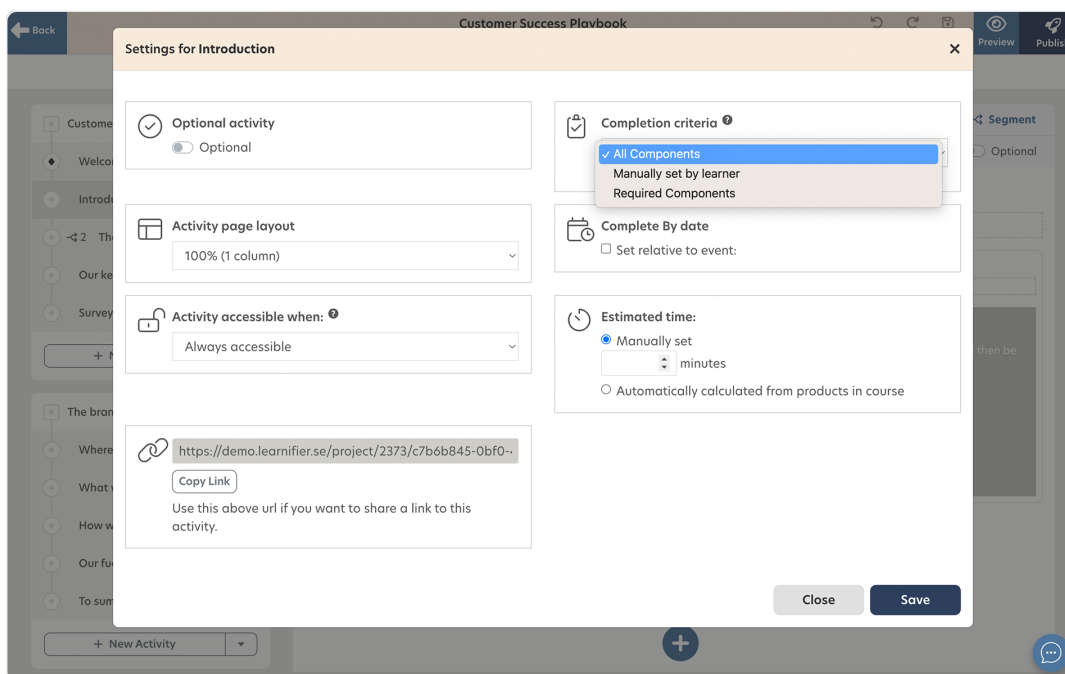 Back
Customer Success Playbook
Preview
Publis
Settings for Introduction
Optional activity
Optional
Completion criteria
All Components
Manually set by learner
Required Components
Activity page layout
100% (1 column)
Complete By date
Set relative to event:
Activity accessible when:
Always accessible
Estimated time:
Manually set
minutes
Automatically calculated from products in course
https://demo.learnifier.se/project/2373/c7b6b845-0bf0-
Copy Link
Use this above url if you want to share a link to this
activity.
Close
Save
Custome
Welcon
Introdu
2 The
Our ke
Survey
+ N
The bran
Where
What
How w
Our fu
To sum
+ New Activity
Segment
Optional
then be